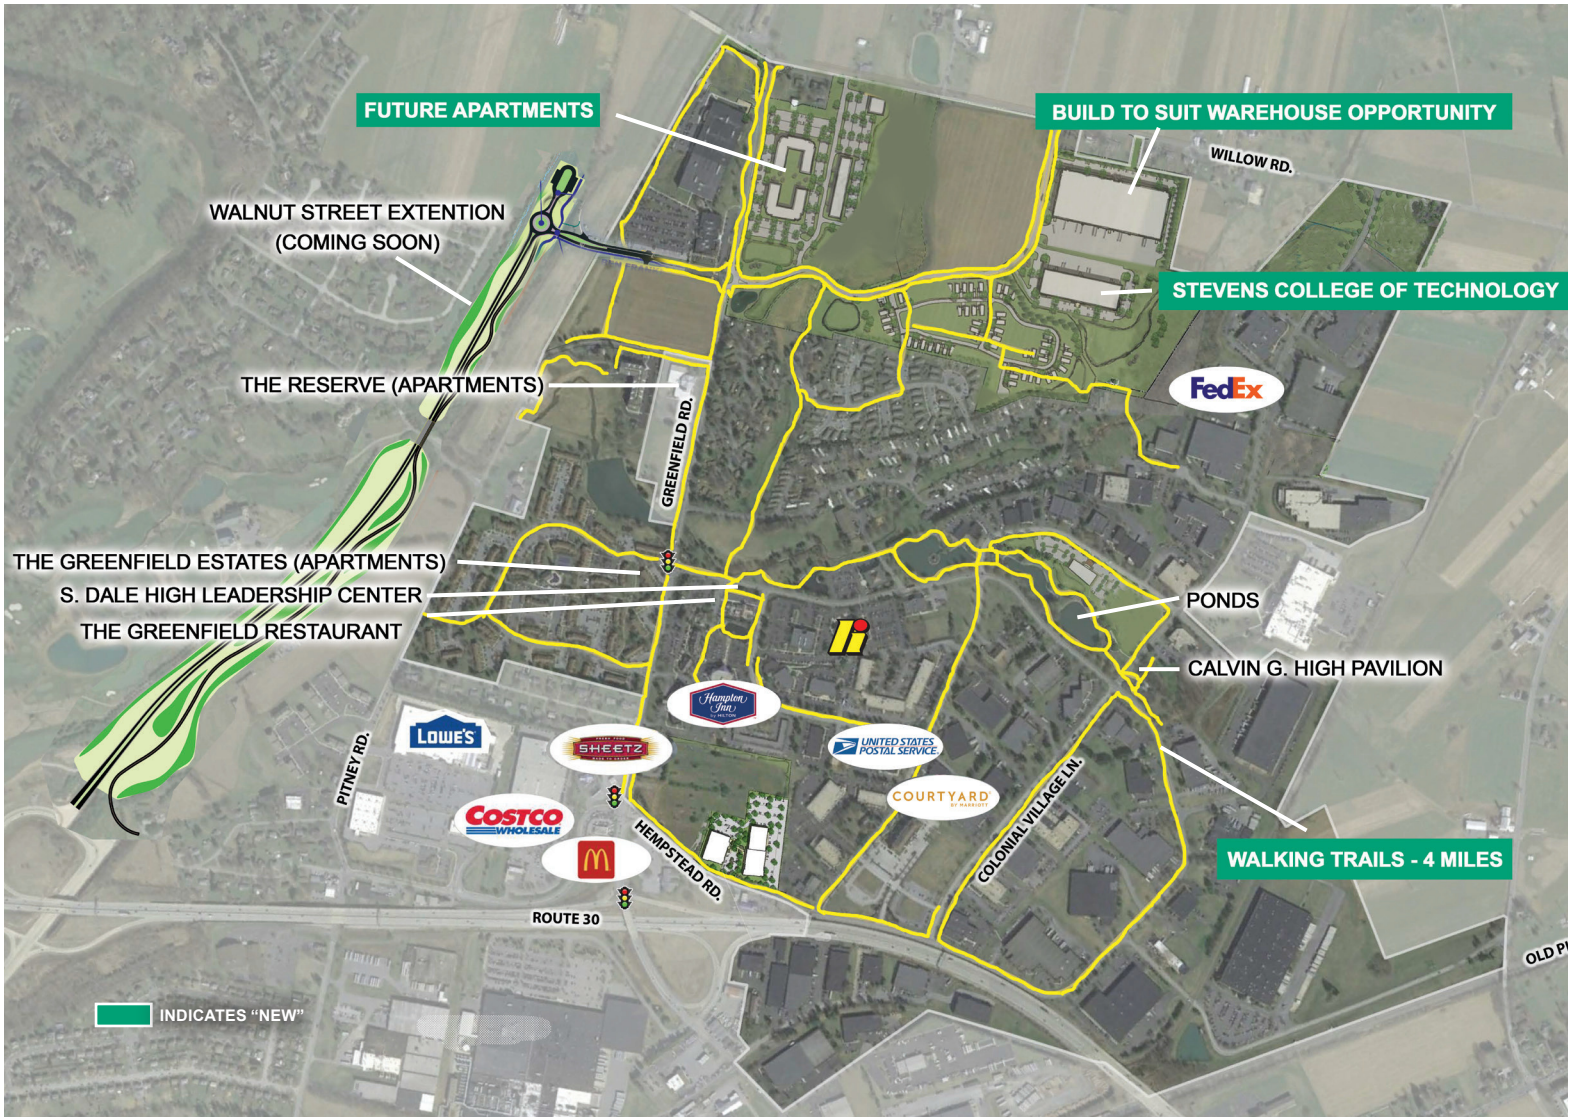 FUTURE APARTMENTS
BUILD TO SUIT WAREHOUSE OPPORTUNITY
WILLOW RD.
WALNUT STREET EXTENTION
(COMING SOON)
STEVENS COLLEGE OF TECHNOLOGY
THE RESERVE (APARTMENTS)
FedEx
GREENFIELD RD.
THE GREENFIELD ESTATES (APARTMENTS)
S. DALE HIGH LEADERSHIP CENTER
THE GREENFIELD RESTAURANT
PONDS
CALVIN G. HIGH PAVILION
Hampton
Inn
by HILTON
LOWE'S
SHEETZ
UNITED STATES
POSTAL SERVICE
PITNEY RD.
COURTYARD
BY MARRIOTT
COSTCO
WHOLESALE
HEMPSTEAD RD.
COLONIAL VILLAGE LN.
WALKING TRAILS - 4 MILES
ROUTE 30
OLD
INDICATES “NEW”